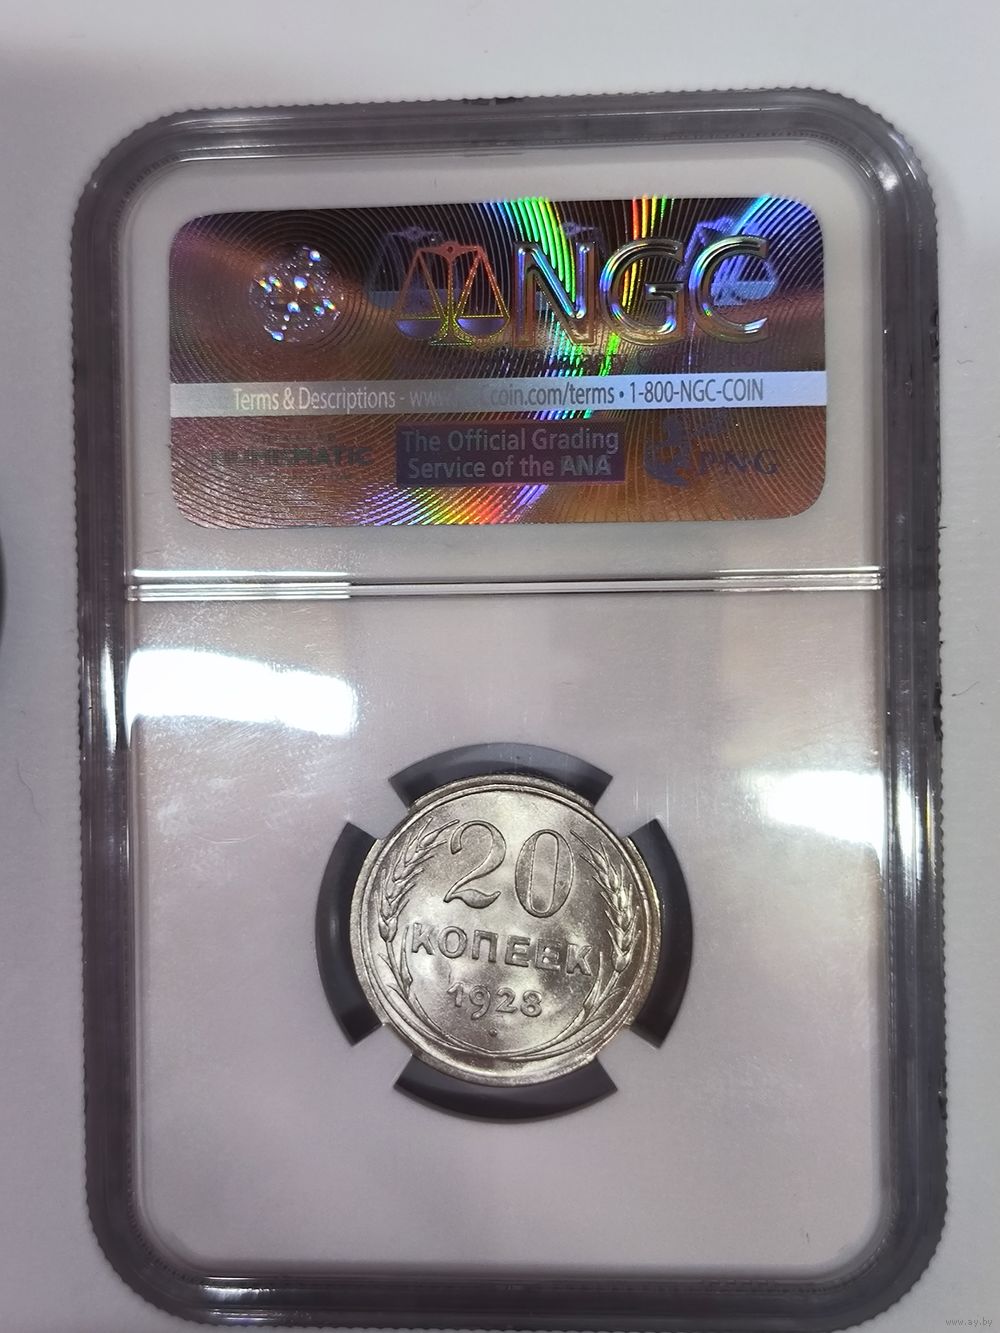 NGC
Terms & Descriptions - www.NGCcoin.com/terms • 1-800-NGC-COIN
NUMISMATIC
The Official Grading
Service of the ANA
P·N·G
20
КОПЕЕК
1928
www.ay.by